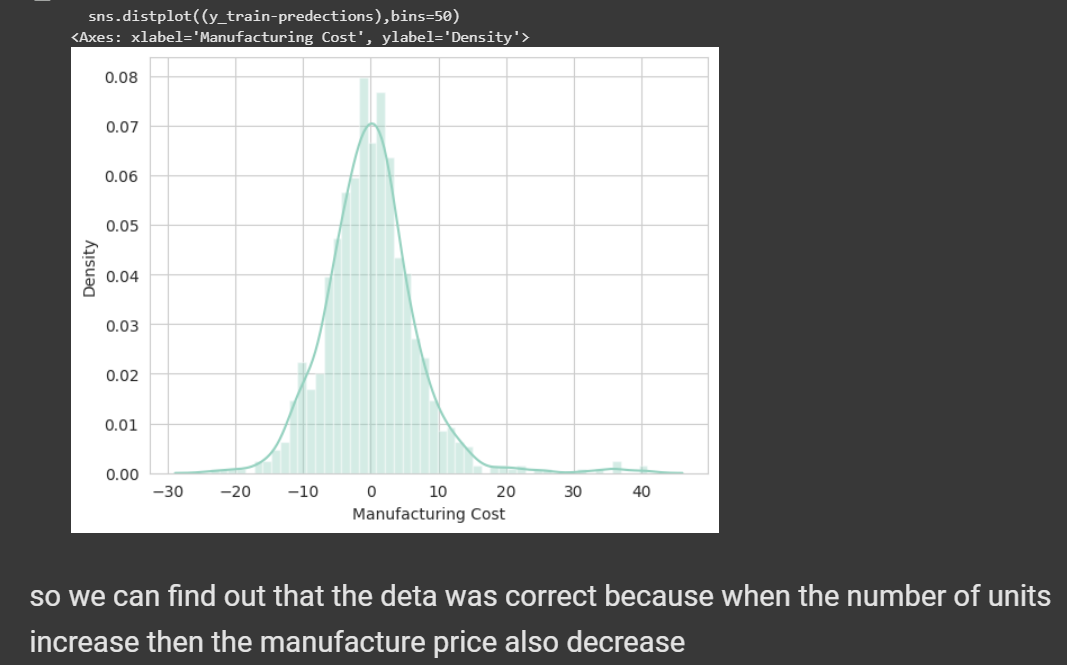 sns.distplot((y_train-predections),bins=50)
<Axes: xlabel='Manufacturing Cost', ylabel='Density'>
0.08
0.07
0.06
0.05
0.04
0.03
0.02
0.01
0.00
Density
−30 −20 −10 0 10 20 30 40
Manufacturing Cost
so we can find out that the deta was correct because when the number of units
increase then the manufacture price also decrease